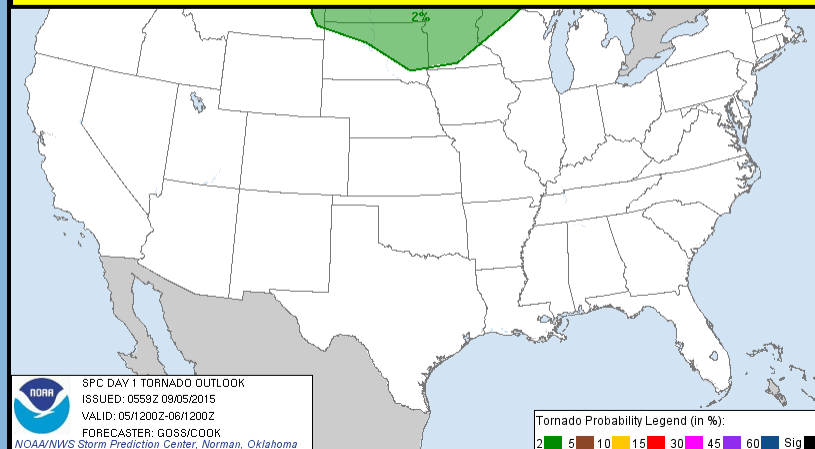 2%
NOAA
SPC DAY 1 TORNADO OUTLOOK
ISSUED: 0559Z 09/05/2015
VALID: 05/1200Z-06/1200Z
FORECASTER: GOSS/COOK
NOAA/NWS Storm Prediction Center, Norman, Oklahoma
Tornado Probability Legend (in %):
2 5 10 15 30 45 60 Sig